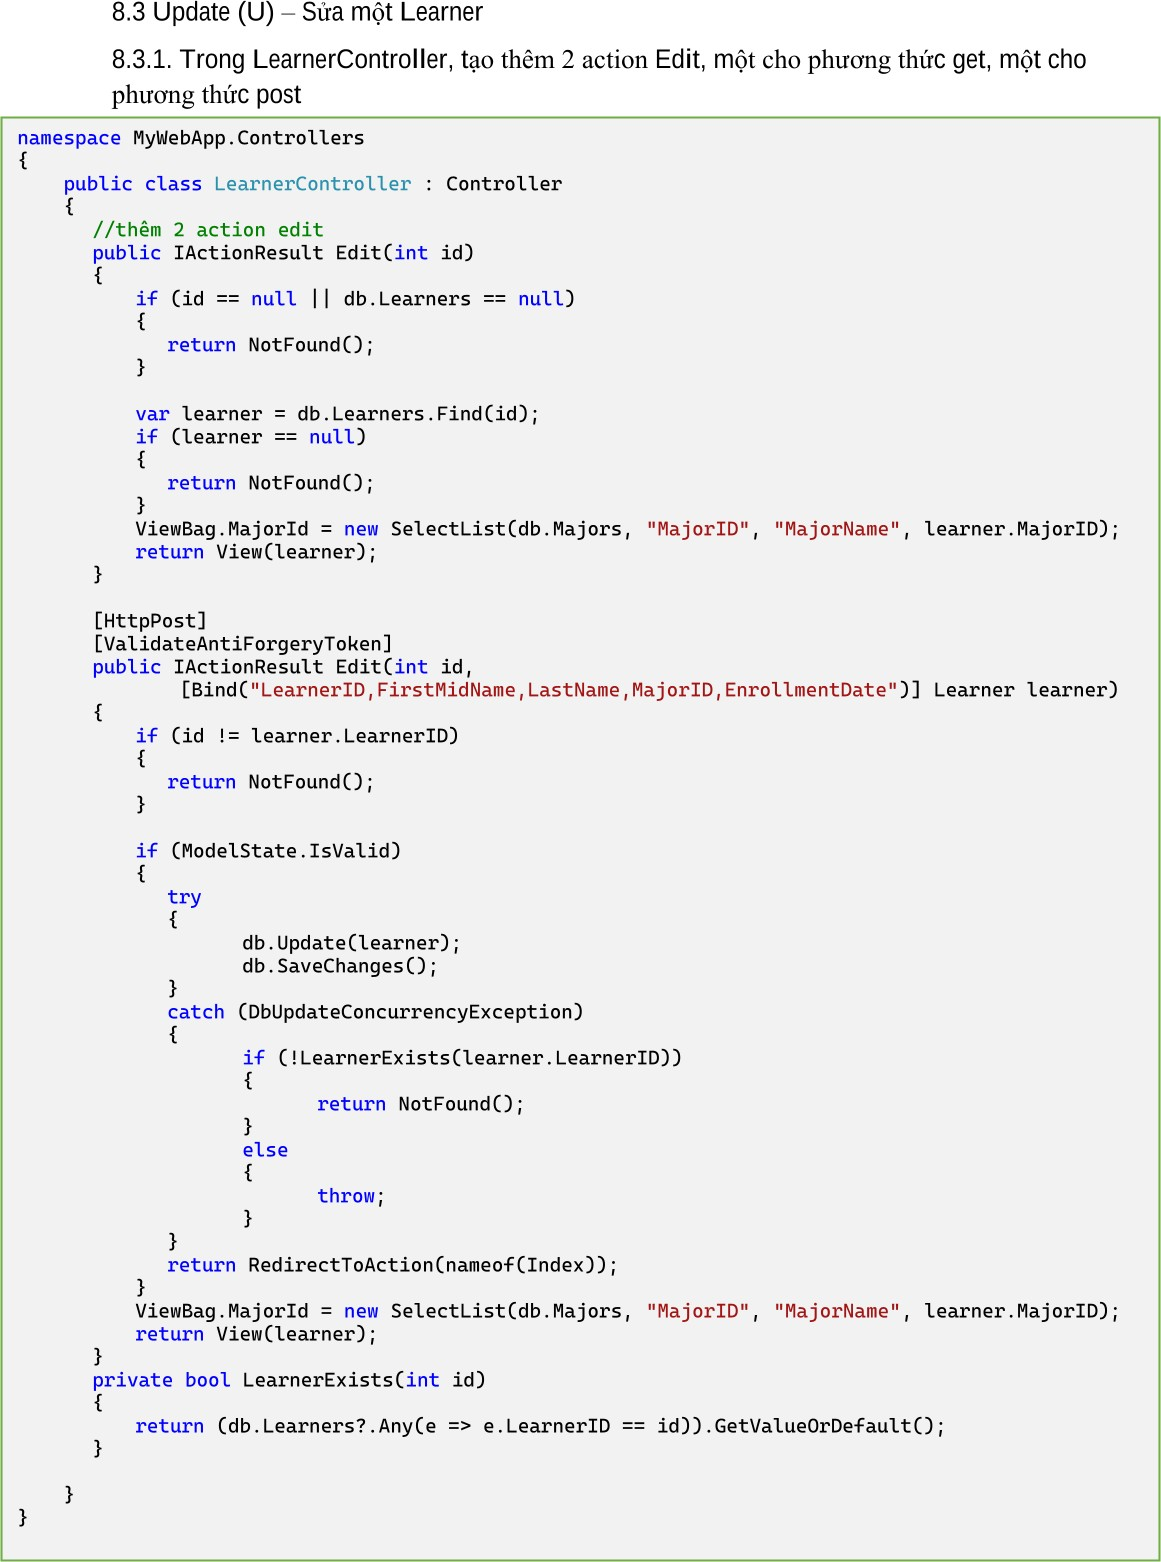 8.3 Update (U) – Sửa một Learner
8.3.1. Trong LearnerController, tạo thêm 2 action Edit, một cho phương thức get, một cho
phương thức post
namespace MyWebApp.Controllers
{
    public class LearnerController : Controller
    {
        //thêm 2 action edit
        public IActionResult Edit(int id)
        {
            if (id == null || db.Learners == null)
            {
                return NotFound();
            }

            var learner = db.Learners.Find(id);
            if (learner == null)
            {
                return NotFound();
            }
            ViewBag.MajorId = new SelectList(db.Majors, "MajorID", "MajorName", learner.MajorID);
            return View(learner);
        }

        [HttpPost]
        [ValidateAntiForgeryToken]
        public IActionResult Edit(int id,
                [Bind("LearnerID,FirstMidName,LastName,MajorID,EnrollmentDate")] Learner learner)
        {
            if (id != learner.LearnerID)
            {
                return NotFound();
            }

            if (ModelState.IsValid)
            {
                try
                {
                    db.Update(learner);
                    db.SaveChanges();
                }
                catch (DbUpdateConcurrencyException)
                {
                    if (!LearnerExists(learner.LearnerID))
                    {
                        return NotFound();
                    }
                    else
                    {
                        throw;
                    }
                }
                return RedirectToAction(nameof(Index));
            }
            ViewBag.MajorId = new SelectList(db.Majors, "MajorID", "MajorName", learner.MajorID);
            return View(learner);
        }
        private bool LearnerExists(int id)
        {
            return (db.Learners?.Any(e => e.LearnerID == id)).GetValueOrDefault();
        }

    }
}